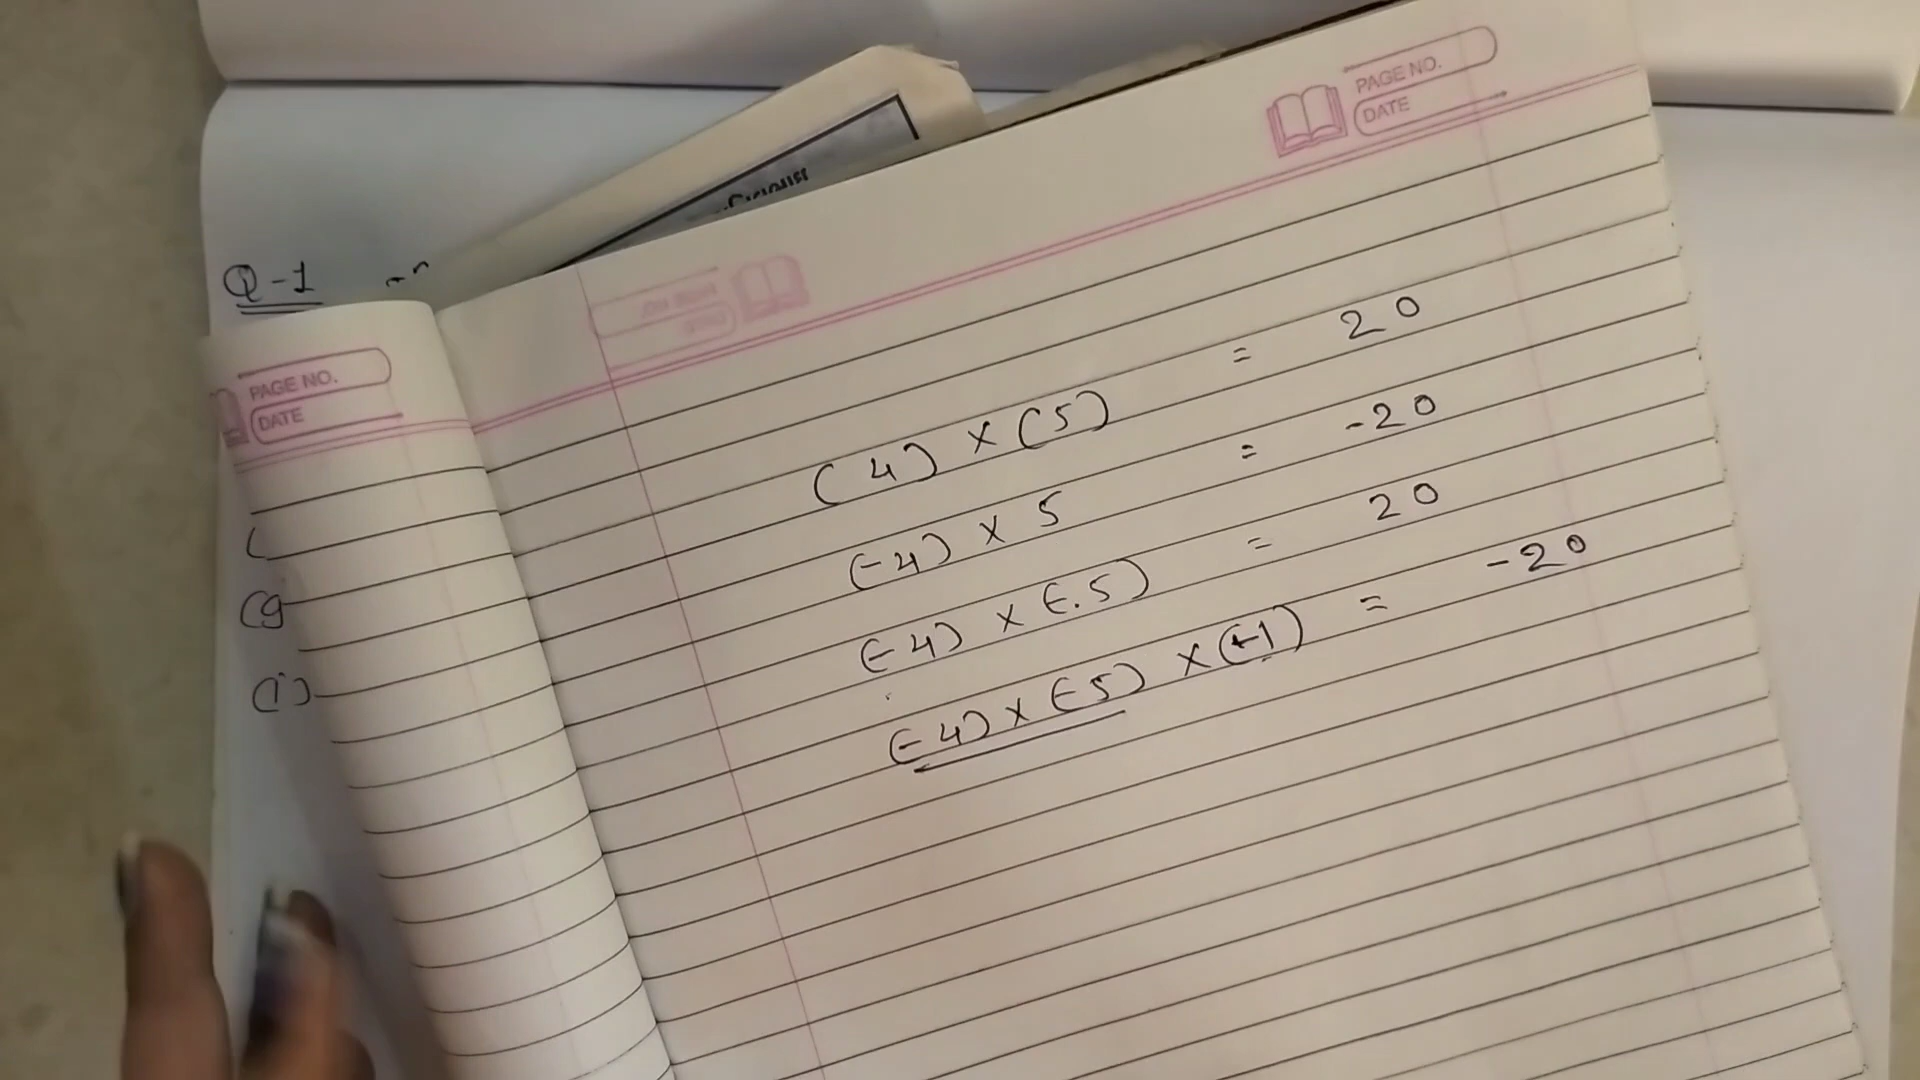 PAGE NO.
DATE
Q-1
PAGE NO.
DATE
(4) × (5) = 20
(-4) × 5 = -20
(-4) × (-5) = 20
(-4) × (-5) × (-1) = -20
(
(g
(i)